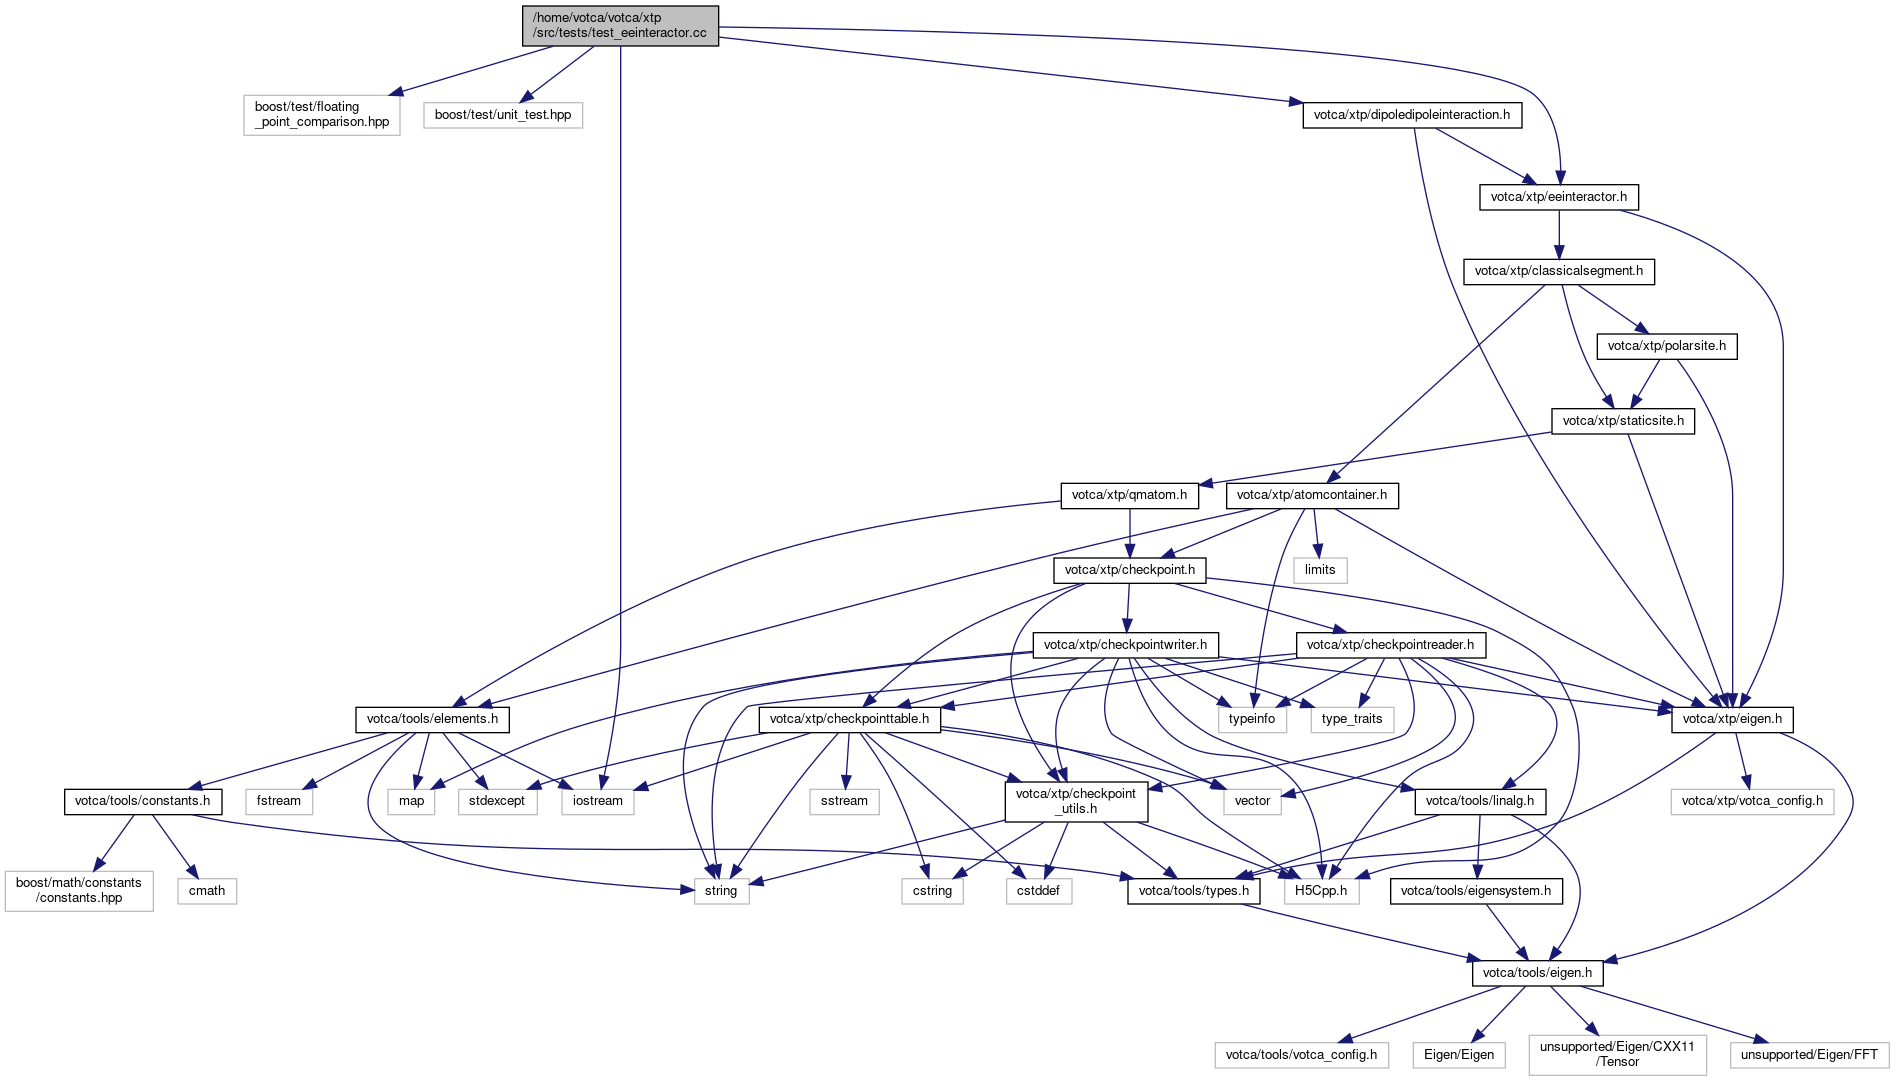 /home/votca/votca/xtp
/src/tests/test_eeinteractor.cc
boost/test/floating
_point_comparison.hpp
boost/test/unit_test.hpp
votca/xtp/dipoledipoleinteraction.h
votca/xtp/eeinteractor.h
votca/xtp/classicalsegment.h
votca/xtp/polarsite.h
votca/xtp/staticsite.h
votca/xtp/qmatom.h
votca/xtp/atomcontainer.h
votca/xtp/checkpoint.h
limits
votca/xtp/checkpointwriter.h
votca/xtp/checkpointreader.h
votca/tools/elements.h
votca/xtp/checkpointtable.h
typeinfo
type_traits
votca/xtp/eigen.h
votca/tools/constants.h
fstream
map
stdexcept
iostream
sstream
votca/xtp/checkpoint
_utils.h
vector
votca/tools/linalg.h
votca/xtp/votca_config.h
boost/math/constants
/constants.hpp
cmath
string
cstring
cstddef
votca/tools/types.h
H5Cpp.h
votca/tools/eigensystem.h
votca/tools/eigen.h
votca/tools/votca_config.h
Eigen/Eigen
unsupported/Eigen/CXX11
/Tensor
unsupported/Eigen/FFT